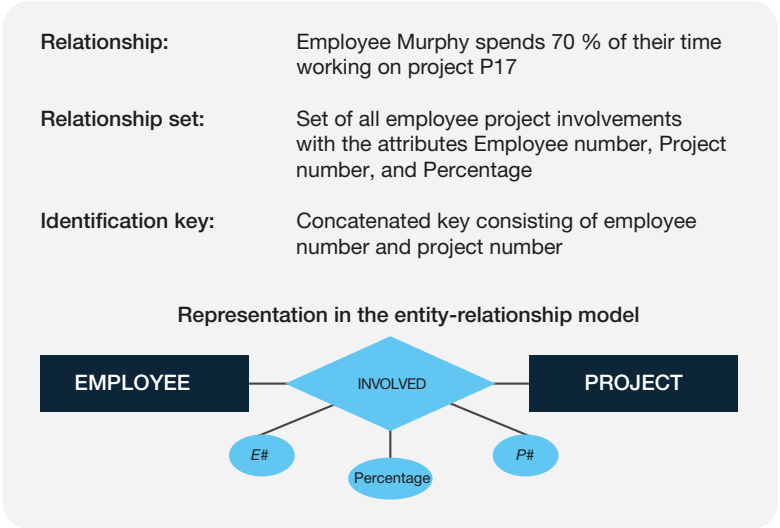 Relationship: Employee Murphy spends 70 % of their time
working on project P17
Relationship set: Set of all employee project involvements
with the attributes Employee number, Project
number, and Percentage
Identification key: Concatenated key consisting of employee
number and project number
Representation in the entity-relationship model
EMPLOYEE INVOLVED PROJECT
E# P#
Percentage